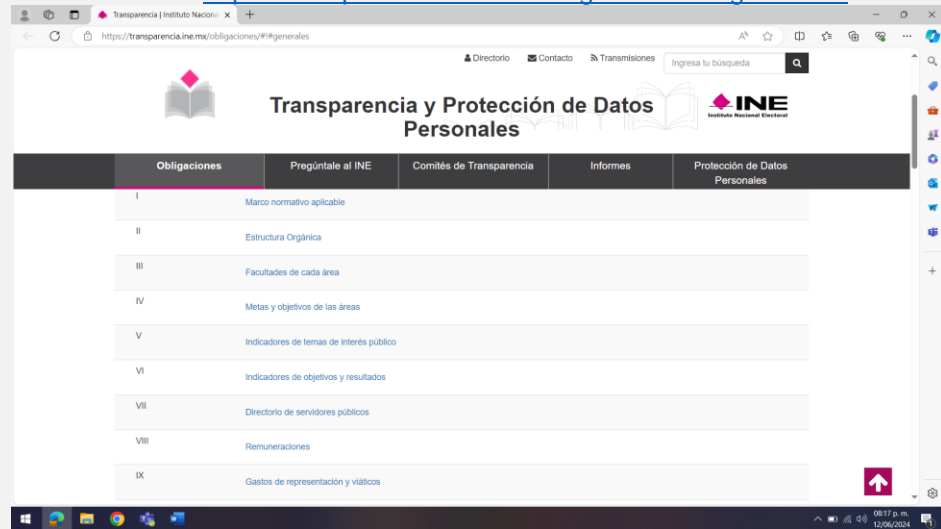 Transparencia | Instituto Naciona
https://transparencia.ine.mx/obligaciones/#!#generales
Directorio Contacto Transmisiones Ingresa tu búsqueda
Transparencia y Protección de Datos
Personales
INE
Instituto Nacional Electoral
Obligaciones Pregúntale al INE Comités de Transparencia Informes Protección de Datos
Personales
I Marco normativo aplicable
II Estructura Orgánica
III Facultades de cada área
IV Metas y objetivos de las áreas
V Indicadores de temas de interés público
VI Indicadores de objetivos y resultados
VII Directorio de servidores públicos
VIII Remuneraciones
IX Gastos de representación y viáticos
08:17 p. m.
12/06/2024